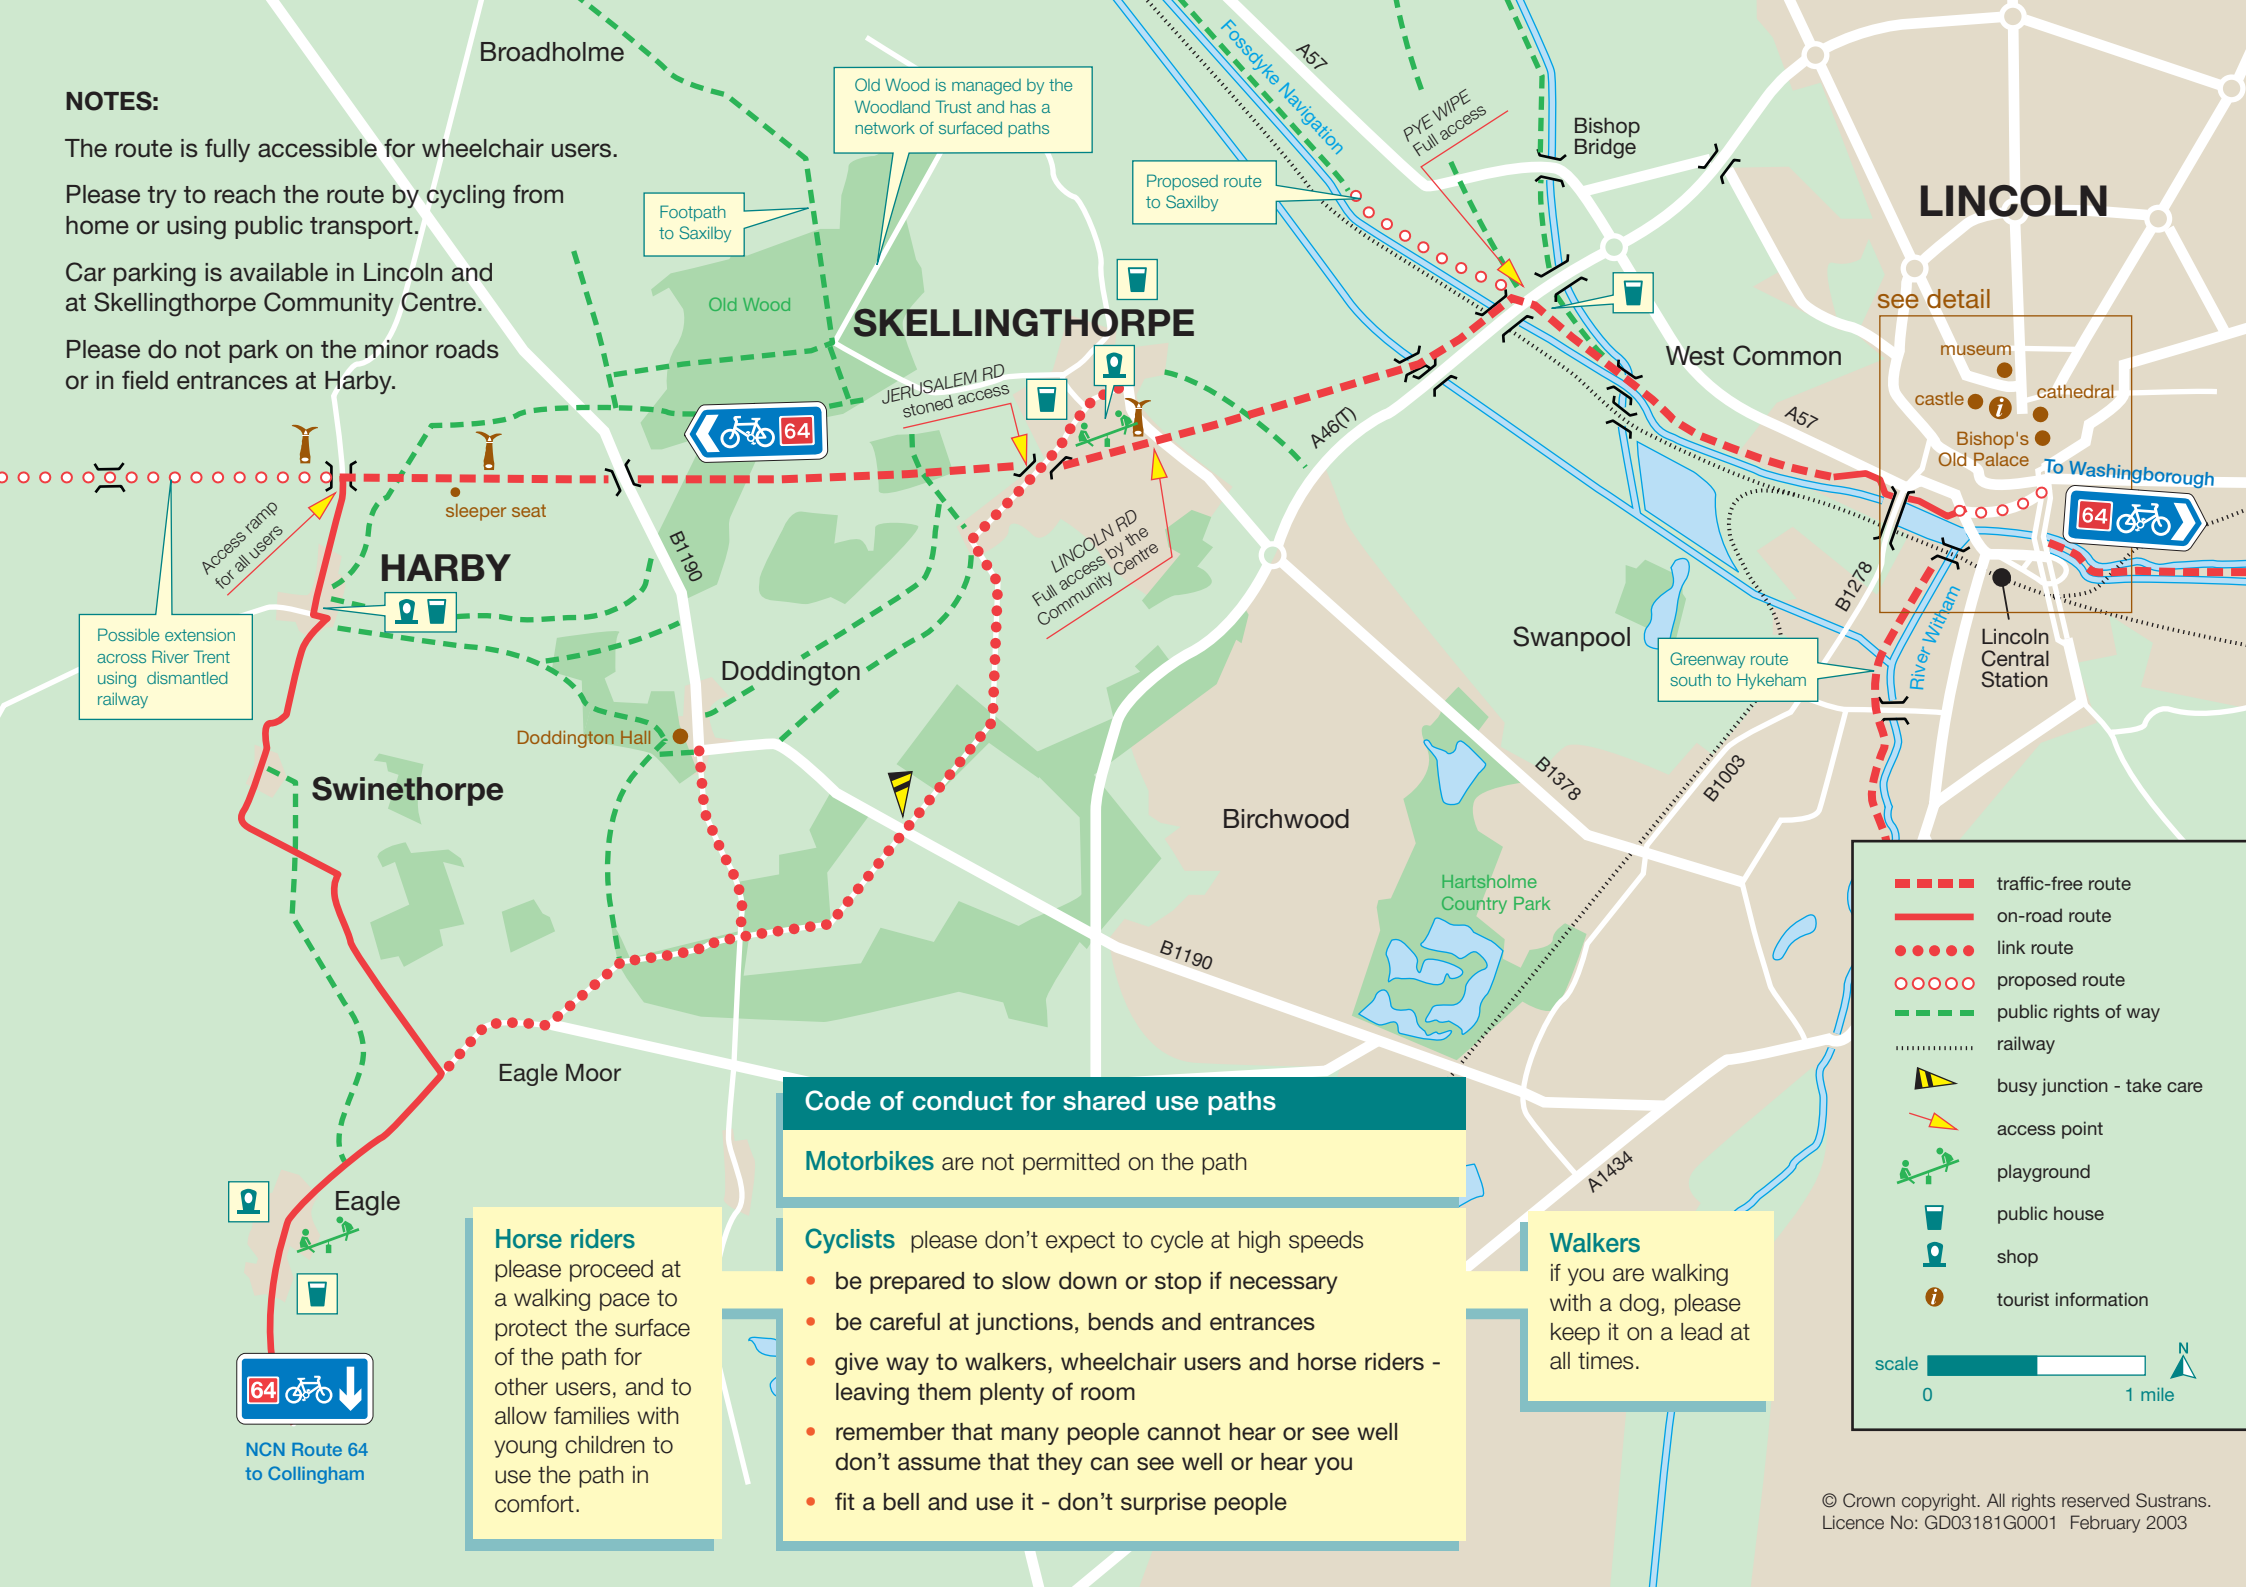 Broadholme
NOTES:
The route is fully accessible for wheelchair users.
Please try to reach the route by cycling from
home or using public transport.
Car parking is available in Lincoln and
at Skellingthorpe Community Centre.
Please do not park on the minor roads
or in field entrances at Harby.
Old Wood is managed by the
Woodland Trust and has a
network of surfaced paths
Footpath
to Saxilby
Old Wood
SKELLINGTHORPE
Fossdyke Navigation
A57
PYE WIPE
Full access
Bishop
Bridge
Proposed route
to Saxilby
LINCOLN
see detail
museum
castle
i
cathedral
Bishop's
Old Palace
To Washingborough
64
West Common
A57
A46(T)
JERUSALEM RD
stoned access
64
sleeper seat
Access ramp
for all users
HARBY
B1190
LINCOLN RD
Full access by the
Community Centre
Possible extension
across River Trent
using dismantled
railway
Doddington
Doddington Hall
Swinethorpe
Swanpool
B1278
River Witham
Greenway route
south to Hykeham
Lincoln
Central
Station
Birchwood
B1378
B1003
Hartsholme
Country Park
B1190
Eagle Moor
Eagle
A1434
64
NCN Route 64
to Collingham
Code of conduct for shared use paths
Motorbikes are not permitted on the path
Horse riders
please proceed at
a walking pace to
protect the surface
of the path for
other users, and to
allow families with
young children to
use the path in
comfort.
Cyclists please don't expect to cycle at high speeds
• be prepared to slow down or stop if necessary
• be careful at junctions, bends and entrances
• give way to walkers, wheelchair users and horse riders -
leaving them plenty of room
• remember that many people cannot hear or see well
don't assume that they can see well or hear you
• fit a bell and use it - don't surprise people
Walkers
if you are walking
with a dog, please
keep it on a lead at
all times.
traffic-free route
on-road route
link route
proposed route
public rights of way
railway
busy junction - take care
access point
playground
public house
shop
i tourist information
scale
0
1 mile
N
© Crown copyright. All rights reserved Sustrans.
Licence No: GD03181G0001 February 2003